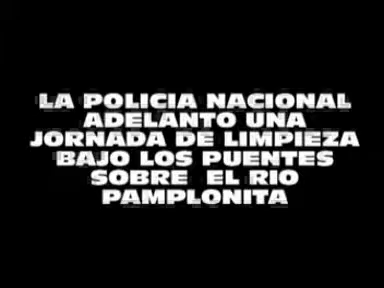 LA POLICIA NACIONAL
ADELANTO UNA
JORNADA DE LIMPIEZA
BAJO LOS PUENTES
SOBRE EL RIO
PAMPLONITA